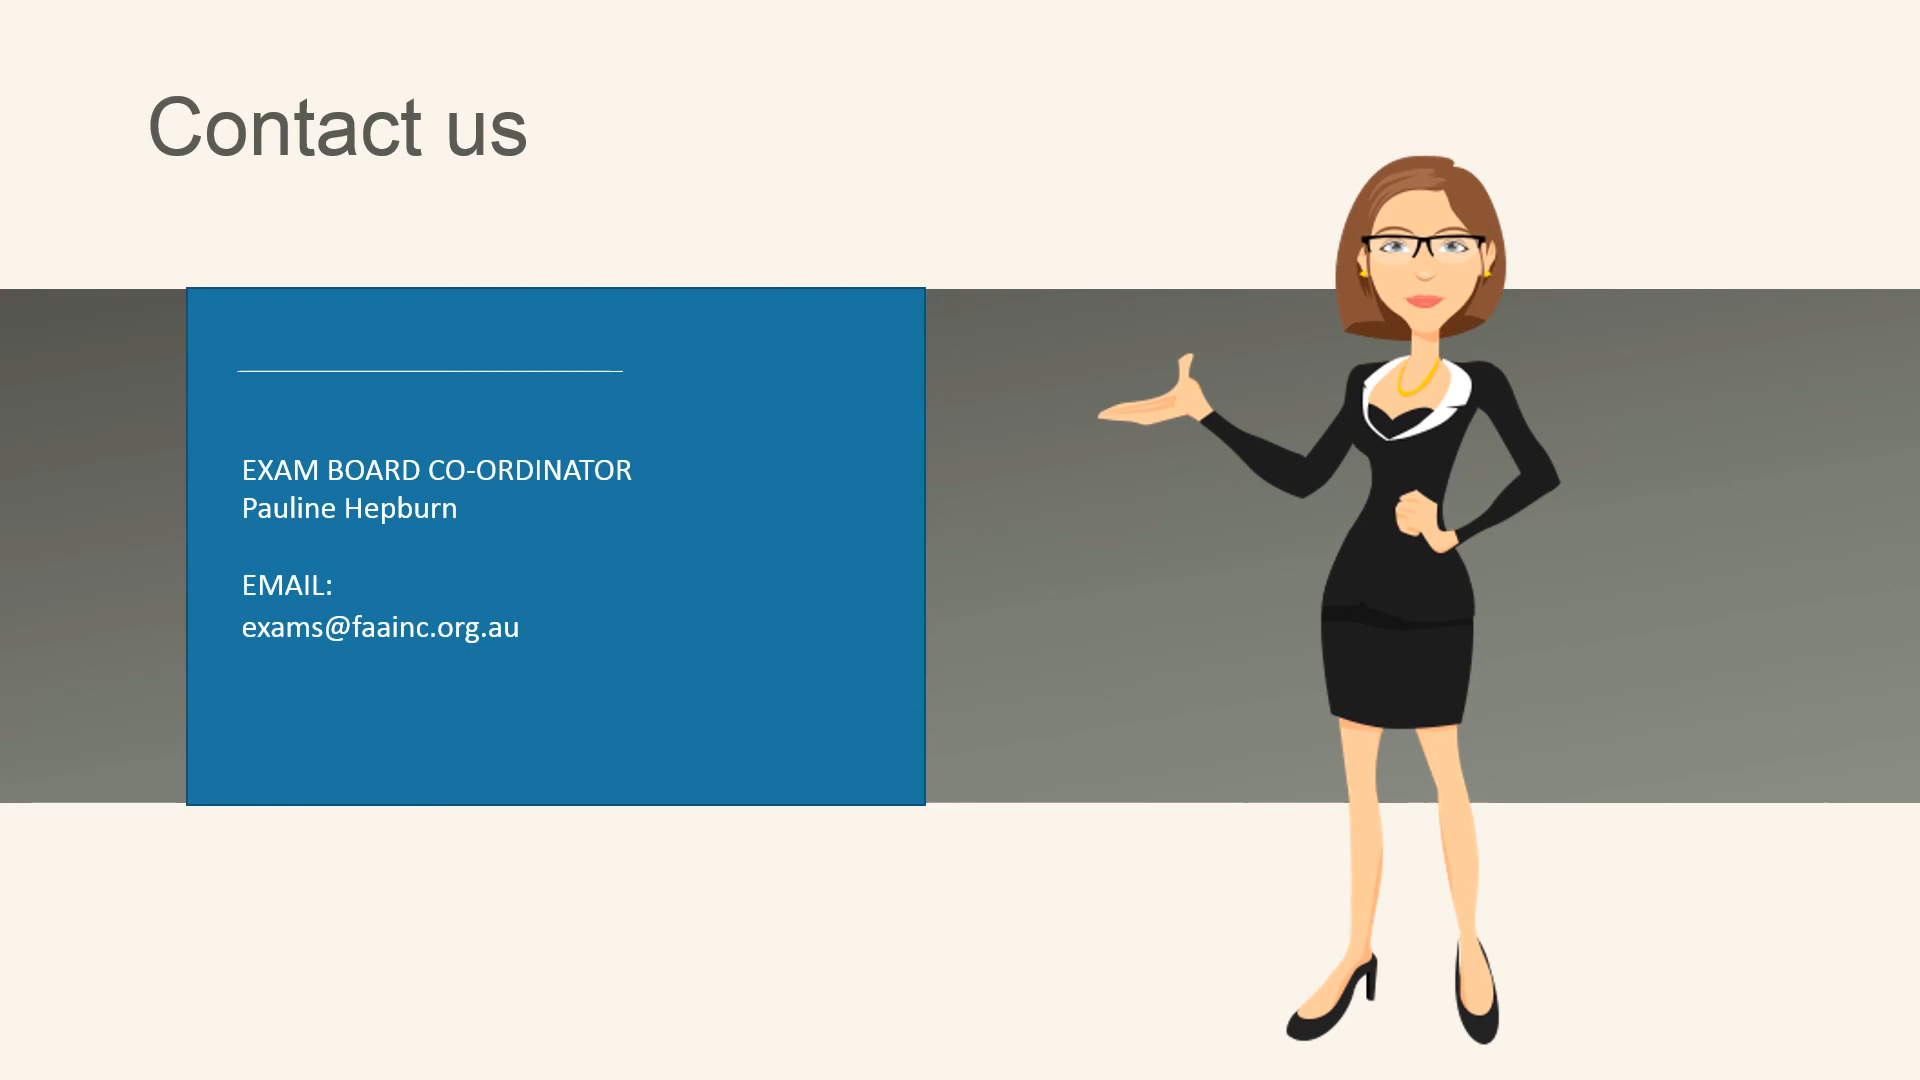 Contact us
EXAM BOARD CO-ORDINATOR
Pauline Hepburn
EMAIL:
exams@faainc.org.au